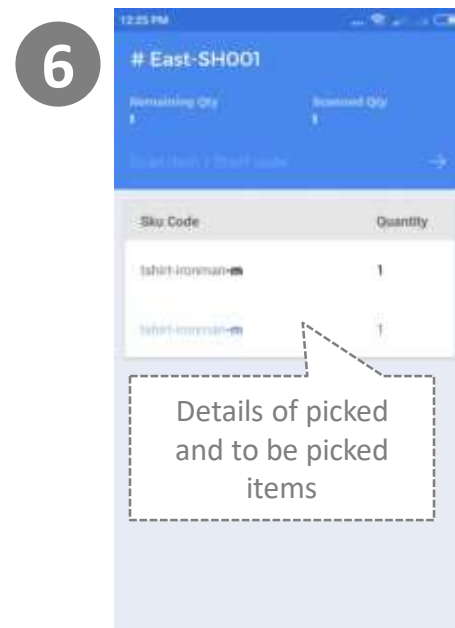 6
12:25 PM
# East-SH001
Remaining Qty
Scanned Qty
1
1
Sku Code
Quantity
tshirt-ironman-m
1
tshirt-ironman-m
1
Details of picked
and to be picked
items